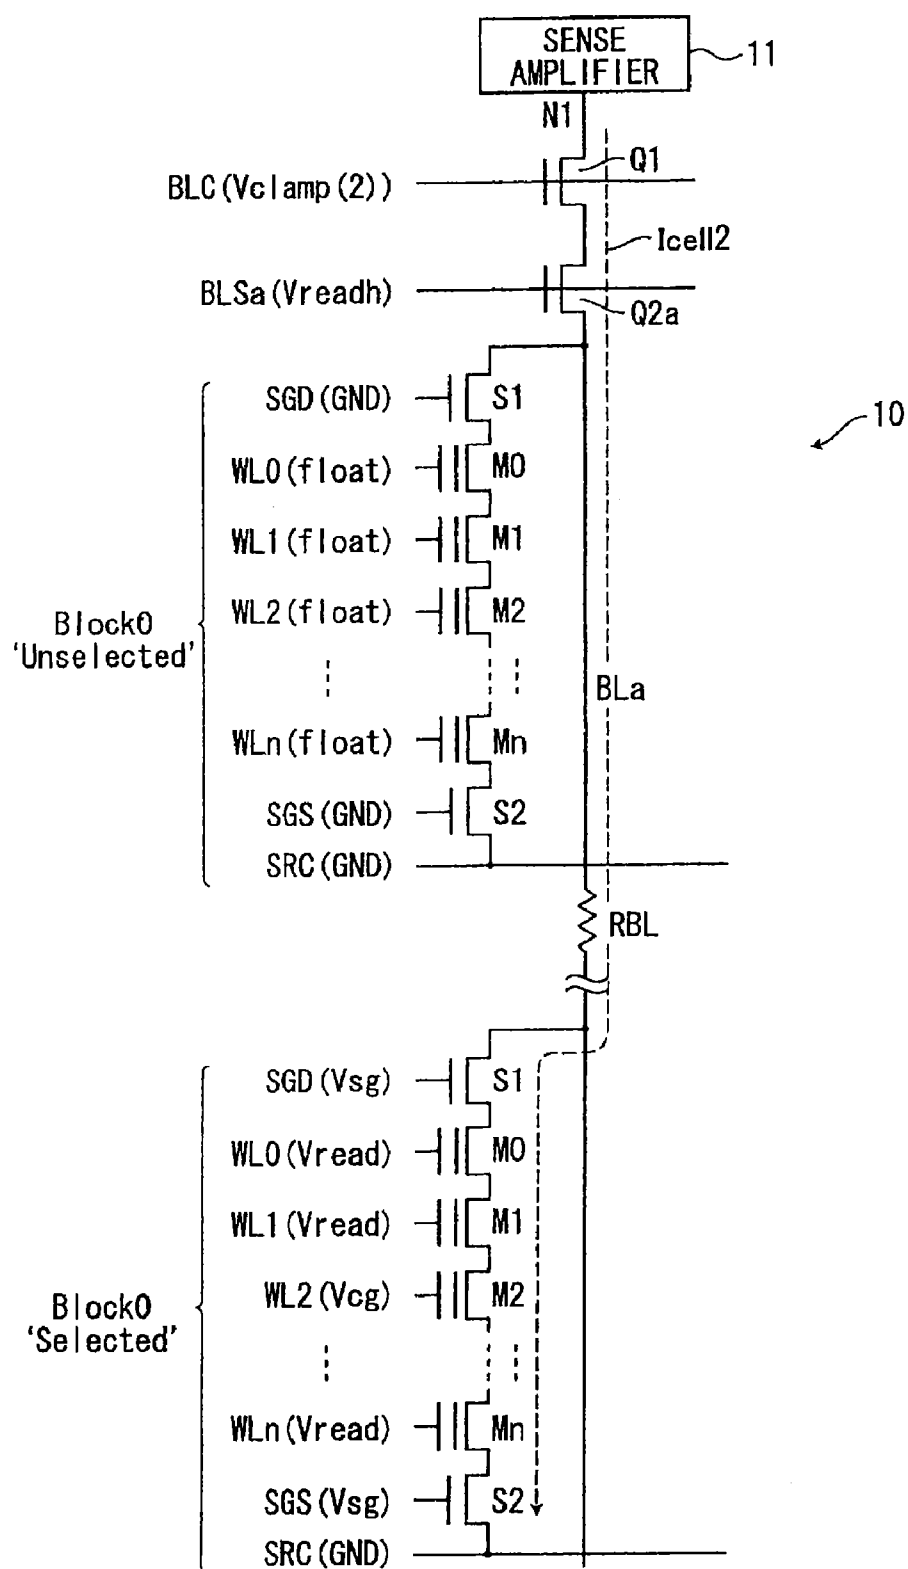 SENSE
AMPLIFIER
11
N1
Q1
BLC(Vclamp(2))
Icell2
BLSa(Vreadh)
Q2a
SGD(GND)
S1
10
WL0(float)
M0
WL1(float)
M1
WL2(float)
M2
Block0
'Unselected'
BLa
WLn(float)
Mn
SGS(GND)
S2
SRC(GND)
RBL
SGD(Vsg)
S1
WL0(Vread)
M0
WL1(Vread)
M1
WL2(Vcg)
M2
Block0
'Selected'
WLn(Vread)
Mn
SGS(Vsg)
S2
SRC(GND)